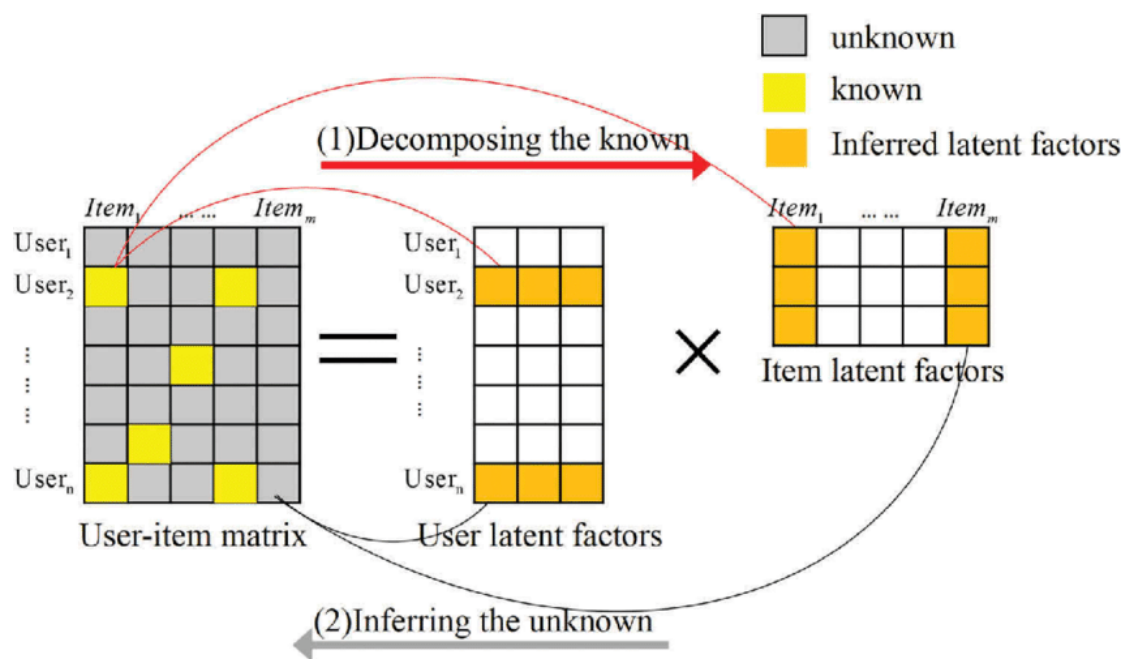 unknown
known
Inferred latent factors
(1)Decomposing the known
Item₁ ... ... Itemₘ
User₁
User₂
⋮
⋮
Userₙ
User-item matrix
=
User₁
User₂
⋮
⋮
Userₙ
User latent factors
×
Item₁ ... ... Itemₘ
Item latent factors
(2)Inferring the unknown